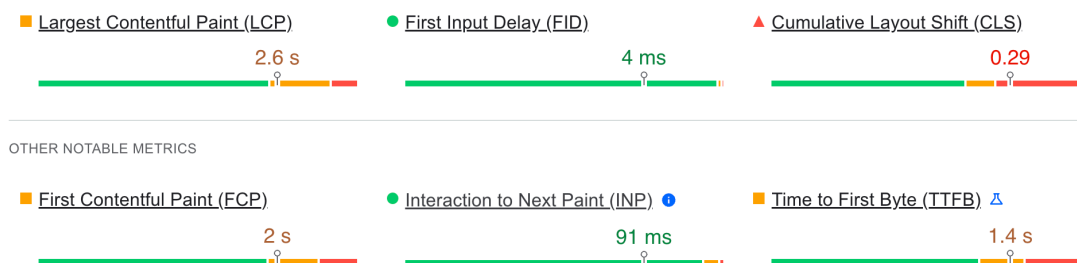 Largest Contentful Paint (LCP) First Input Delay (FID) Cumulative Layout Shift (CLS)
2.6 s 4 ms 0.29
OTHER NOTABLE METRICS
First Contentful Paint (FCP) Interaction to Next Paint (INP) Time to First Byte (TTFB)
2 s 91 ms 1.4 s